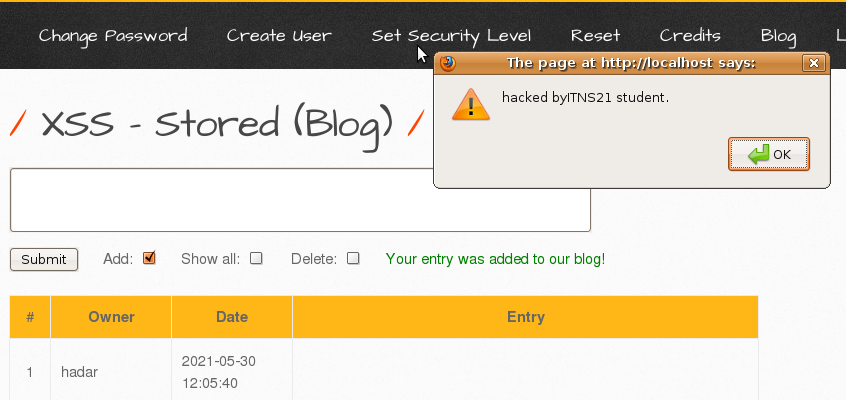 Change Password Create User Set Security Level Reset Credits Blog L
The page at http://localhost says:
hacked byITNS21 student.
OK
/ XSS - Stored (Blog) /
Submit Add: Show all: Delete: Your entry was added to our blog!
# Owner Date Entry
1 hadar 2021-05-30
12:05:40